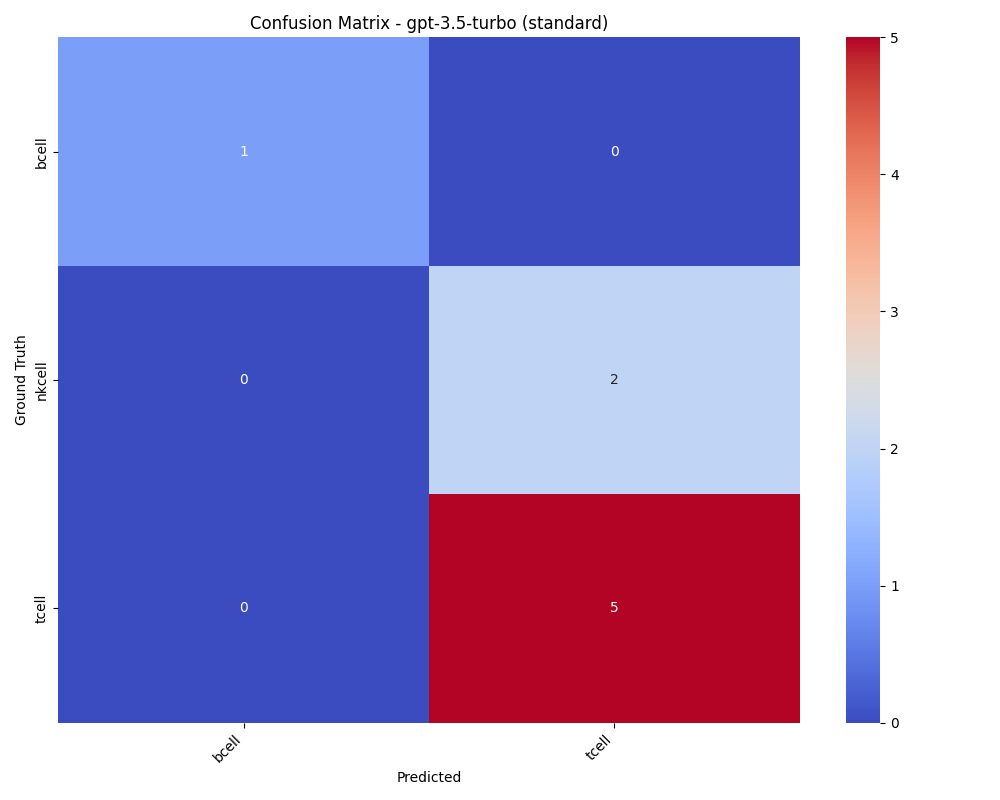 Confusion Matrix - gpt-3.5-turbo (standard)
Ground Truth
bcell
1
0
nkcell
0
2
tcell
0
5
bcell
tcell
Predicted
5
4
3
2
1
0